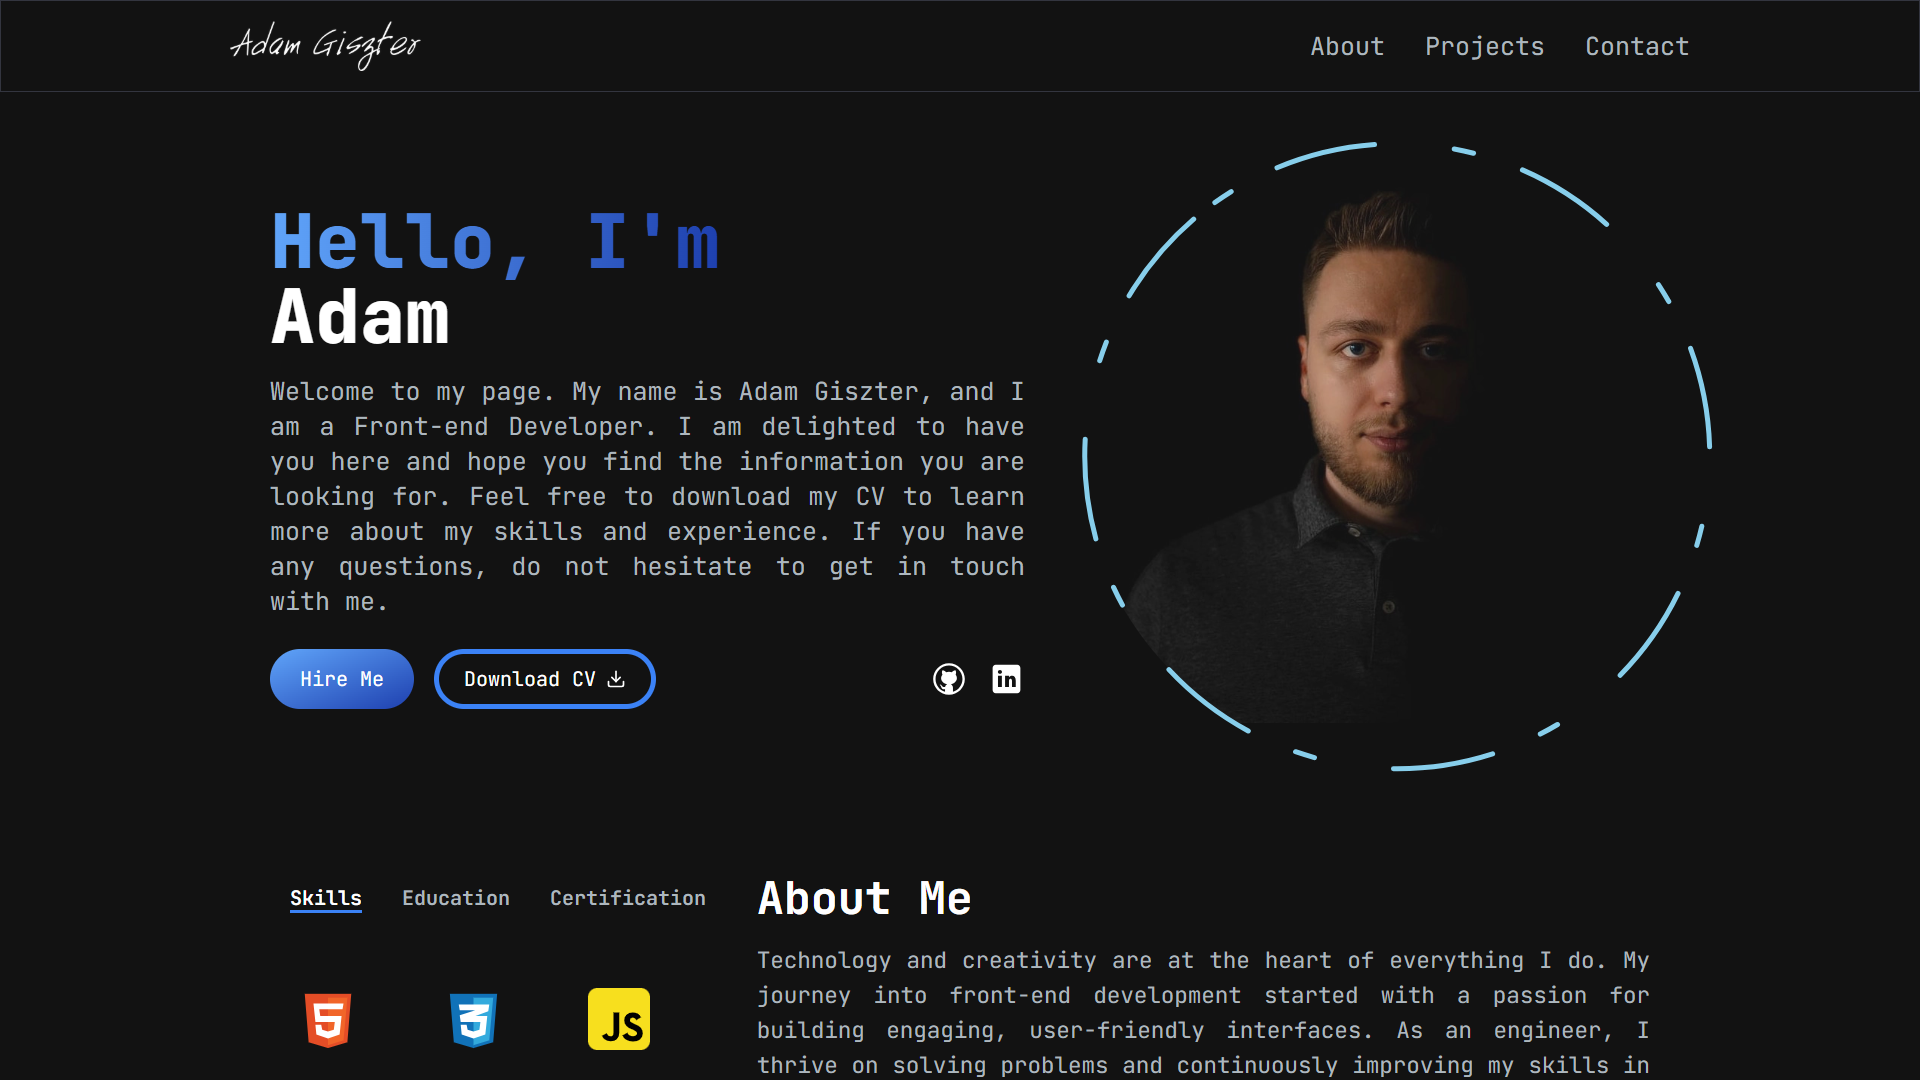 Adam Giszter
About Projects Contact
Hello, I'm
Adam
Welcome to my page. My name is Adam Giszter, and I
am a Front-end Developer. I am delighted to have
you here and hope you find the information you are
looking for. Feel free to download my CV to learn
more about my skills and experience. If you have
any questions, do not hesitate to get in touch
with me.
Hire Me
Download CV
in
Skills Education Certification
5
3
JS
About Me
Technology and creativity are at the heart of everything I do. My
journey into front-end development started with a passion for
building engaging, user-friendly interfaces. As an engineer, I
thrive on solving problems and continuously improving my skills in